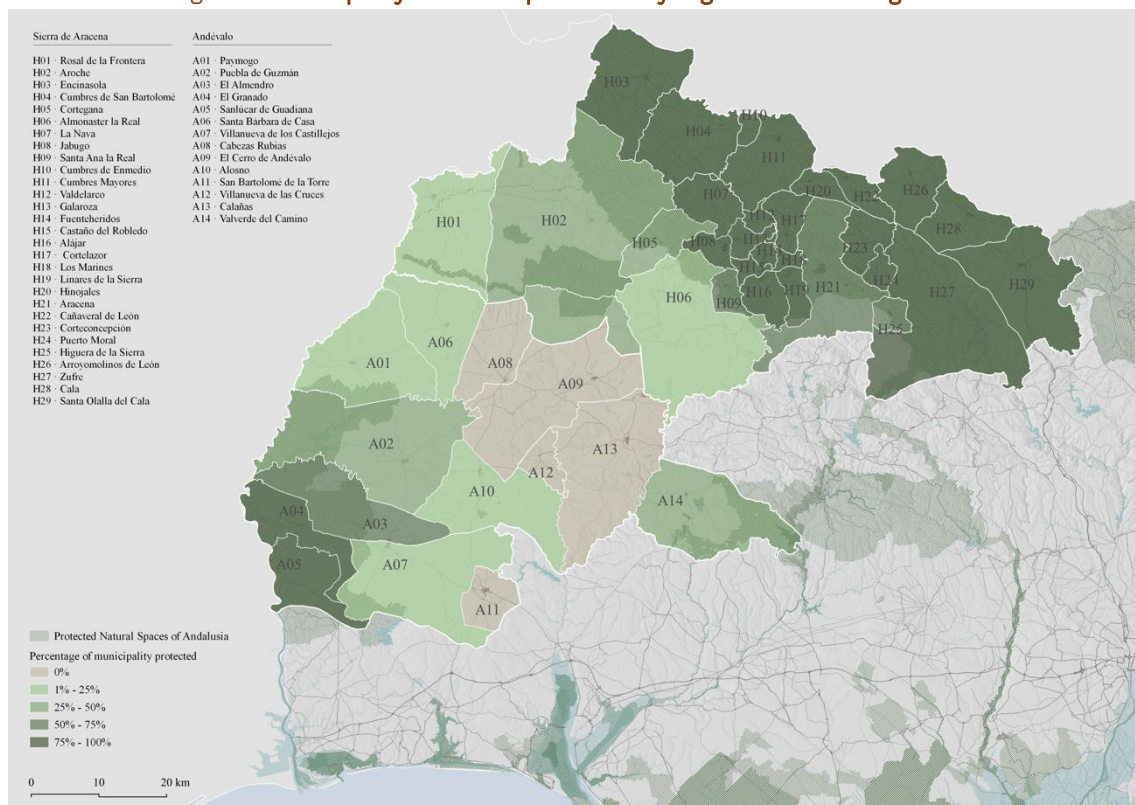 Sierra de Aracena
H01 · Rosal de la Frontera
H02 · Aroche
H03 · Encinasola
H04 · Cumbres de San Bartolomé
H05 · Cortegana
H06 · Almonaster la Real
H07 · La Nava
H08 · Jabugo
H09 · Santa Ana la Real
H10 · Cumbres de Enmedio
H11 · Cumbres Mayores
H12 · Valdelarco
H13 · Galaroza
H14 · Fuenteheridos
H15 · Castaño del Robledo
H16 · Alájar
H17 · Cortelazor
H18 · Los Marines
H19 · Linares de la Sierra
H20 · Hinojales
H21 · Aracena
H22 · Cañaveral de León
H23 · Corteconcepción
H24 · Puerto Moral
H25 · Higuera de la Sierra
H26 · Arroyomolinos de León
H27 · Zufre
H28 · Cala
H29 · Santa Olalla del Cala
Andévalo
A01 · Paymogo
A02 · Puebla de Guzmán
A03 · El Almendro
A04 · El Granado
A05 · Sanlúcar de Guadiana
A06 · Santa Bárbara de Casa
A07 · Villanueva de los Castillejos
A08 · Cabezas Rubias
A09 · El Cerro de Andévalo
A10 · Alosno
A11 · San Bartolomé de la Torre
A12 · Villanueva de las Cruces
A13 · Calañas
A14 · Valverde del Camino
H03
H10
H04
H11
H07
H20
H22
H26
H01
H02
H12
H17
H28
H05
H08
H23
H16
H19
H21
H24
H27
H29
H06
H09
H25
A06
A01
A08
A09
A02
A13
A12
A10
A14
A04
A03
A05
A07
A11
Protected Natural Spaces of Andalusia
Percentage of municipality protected
0%
1% - 25%
25% - 50%
50% - 75%
75% - 100%
0 10 20 km